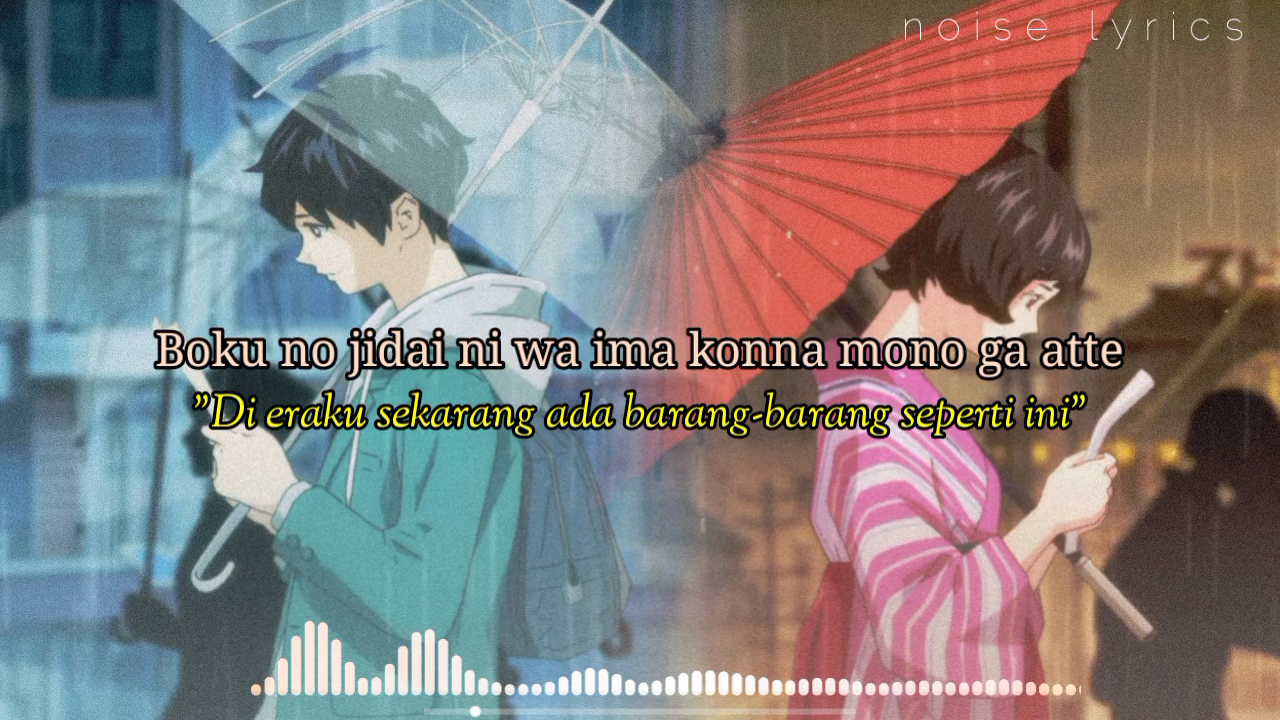 noise lyrics
Boku no jidai ni wa ima konna mono ga atte
”Di eraku sekarang ada barang-barang seperti ini”